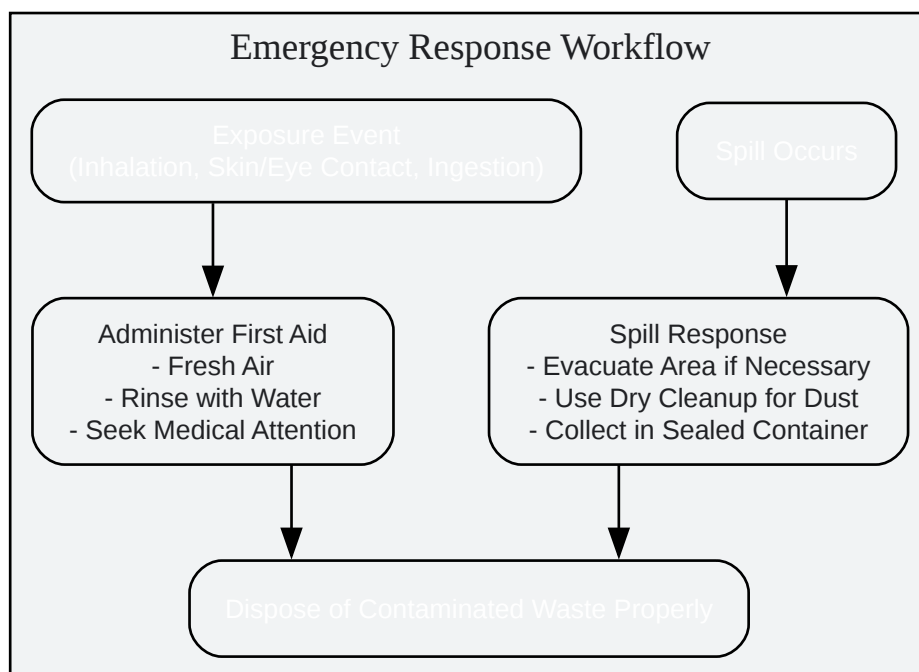 Emergency Response Workflow
Exposure Event
(Inhalation, Skin/Eye Contact, Ingestion)
Spill Occurs
Administer First Aid
- Fresh Air
- Rinse with Water
- Seek Medical Attention
Spill Response
- Evacuate Area if Necessary
- Use Dry Cleanup for Dust
- Collect in Sealed Container
Dispose of Contaminated Waste Properly